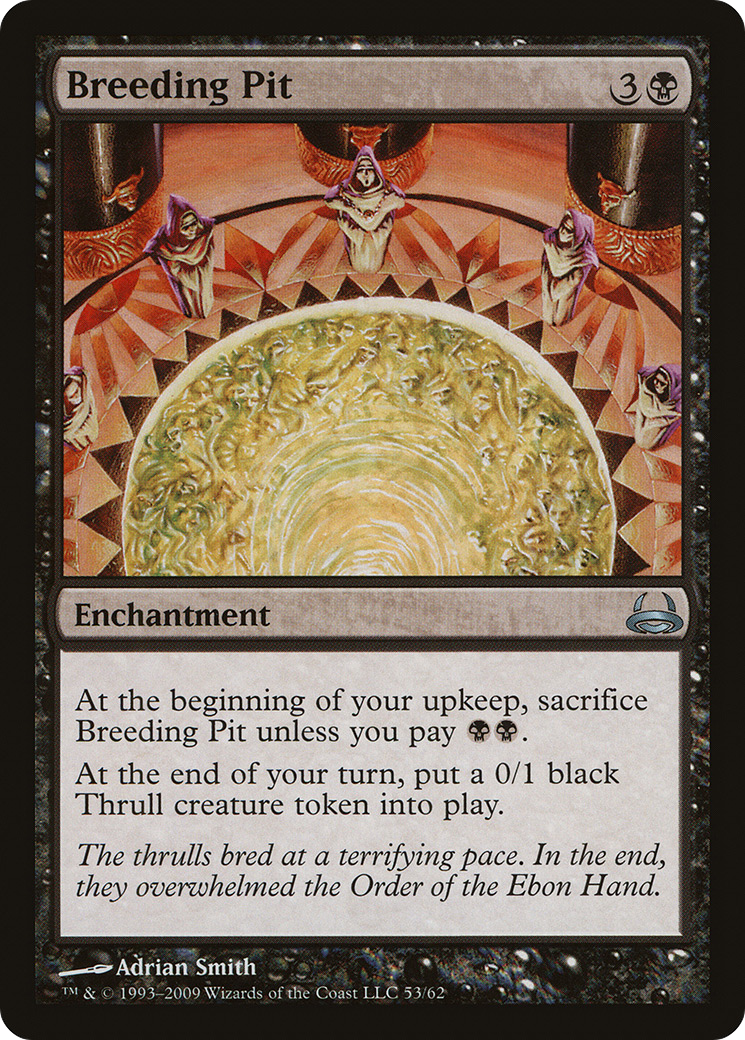 Breeding Pit 3
Enchantment
At the beginning of your upkeep, sacrifice
Breeding Pit unless you pay .
At the end of your turn, put a 0/1 black
Thrull creature token into play.
The thrulls bred at a terrifying pace. In the end,
they overwhelmed the Order of the Ebon Hand.
Adrian Smith
™ & © 1993–2009 Wizards of the Coast LLC 53/62